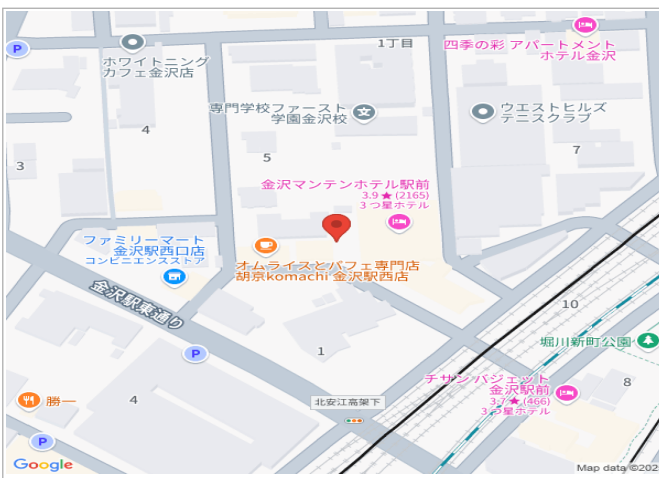 P
ホワイトニング
カフェ金沢店
1丁目
四季の彩 アパートメント
ホテル金沢
専門学校ファースト
学園金沢校
ウエストヒルズ
テニスクラブ
4
5
7
3
金沢マンテンホテル駅前
3.9★(2165)
3つ星ホテル
ファミリーマート
金沢駅西口店
コンビニエンスストア
オムライスとパフェ専門店
胡京komachi 金沢駅西店
金沢駅東通り
10
堀川新町公園
P
1
チサン バジェット
金沢駅前
3.7★(466)
3つ星ホテル
8
勝一
4
北安江高架下
P
Google
Map data ©202